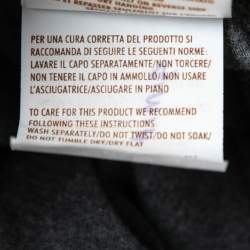 PER UNA CURA CORRETTA DEL PRODOTTO SI
RACCOMANDA DI SEGUIRE LE SEGUENTI NORME:
LAVARE IL CAPO SEPARATAMENTE/NON TORCERE/
NON TENERE IL CAPO IN AMMOLLO/NON USARE
L'ASCIUGATRICE/ASCIUGARE IN PIANO
TO CARE FOR THIS PRODUCT WE RECOMMEND
FOLLOWING THESE INSTRUCTIONS:
WASH SEPARATELY/DO NOT TWIST/DO NOT SOAK/
DO NOT TUMBLE DRY/DRY FLAT